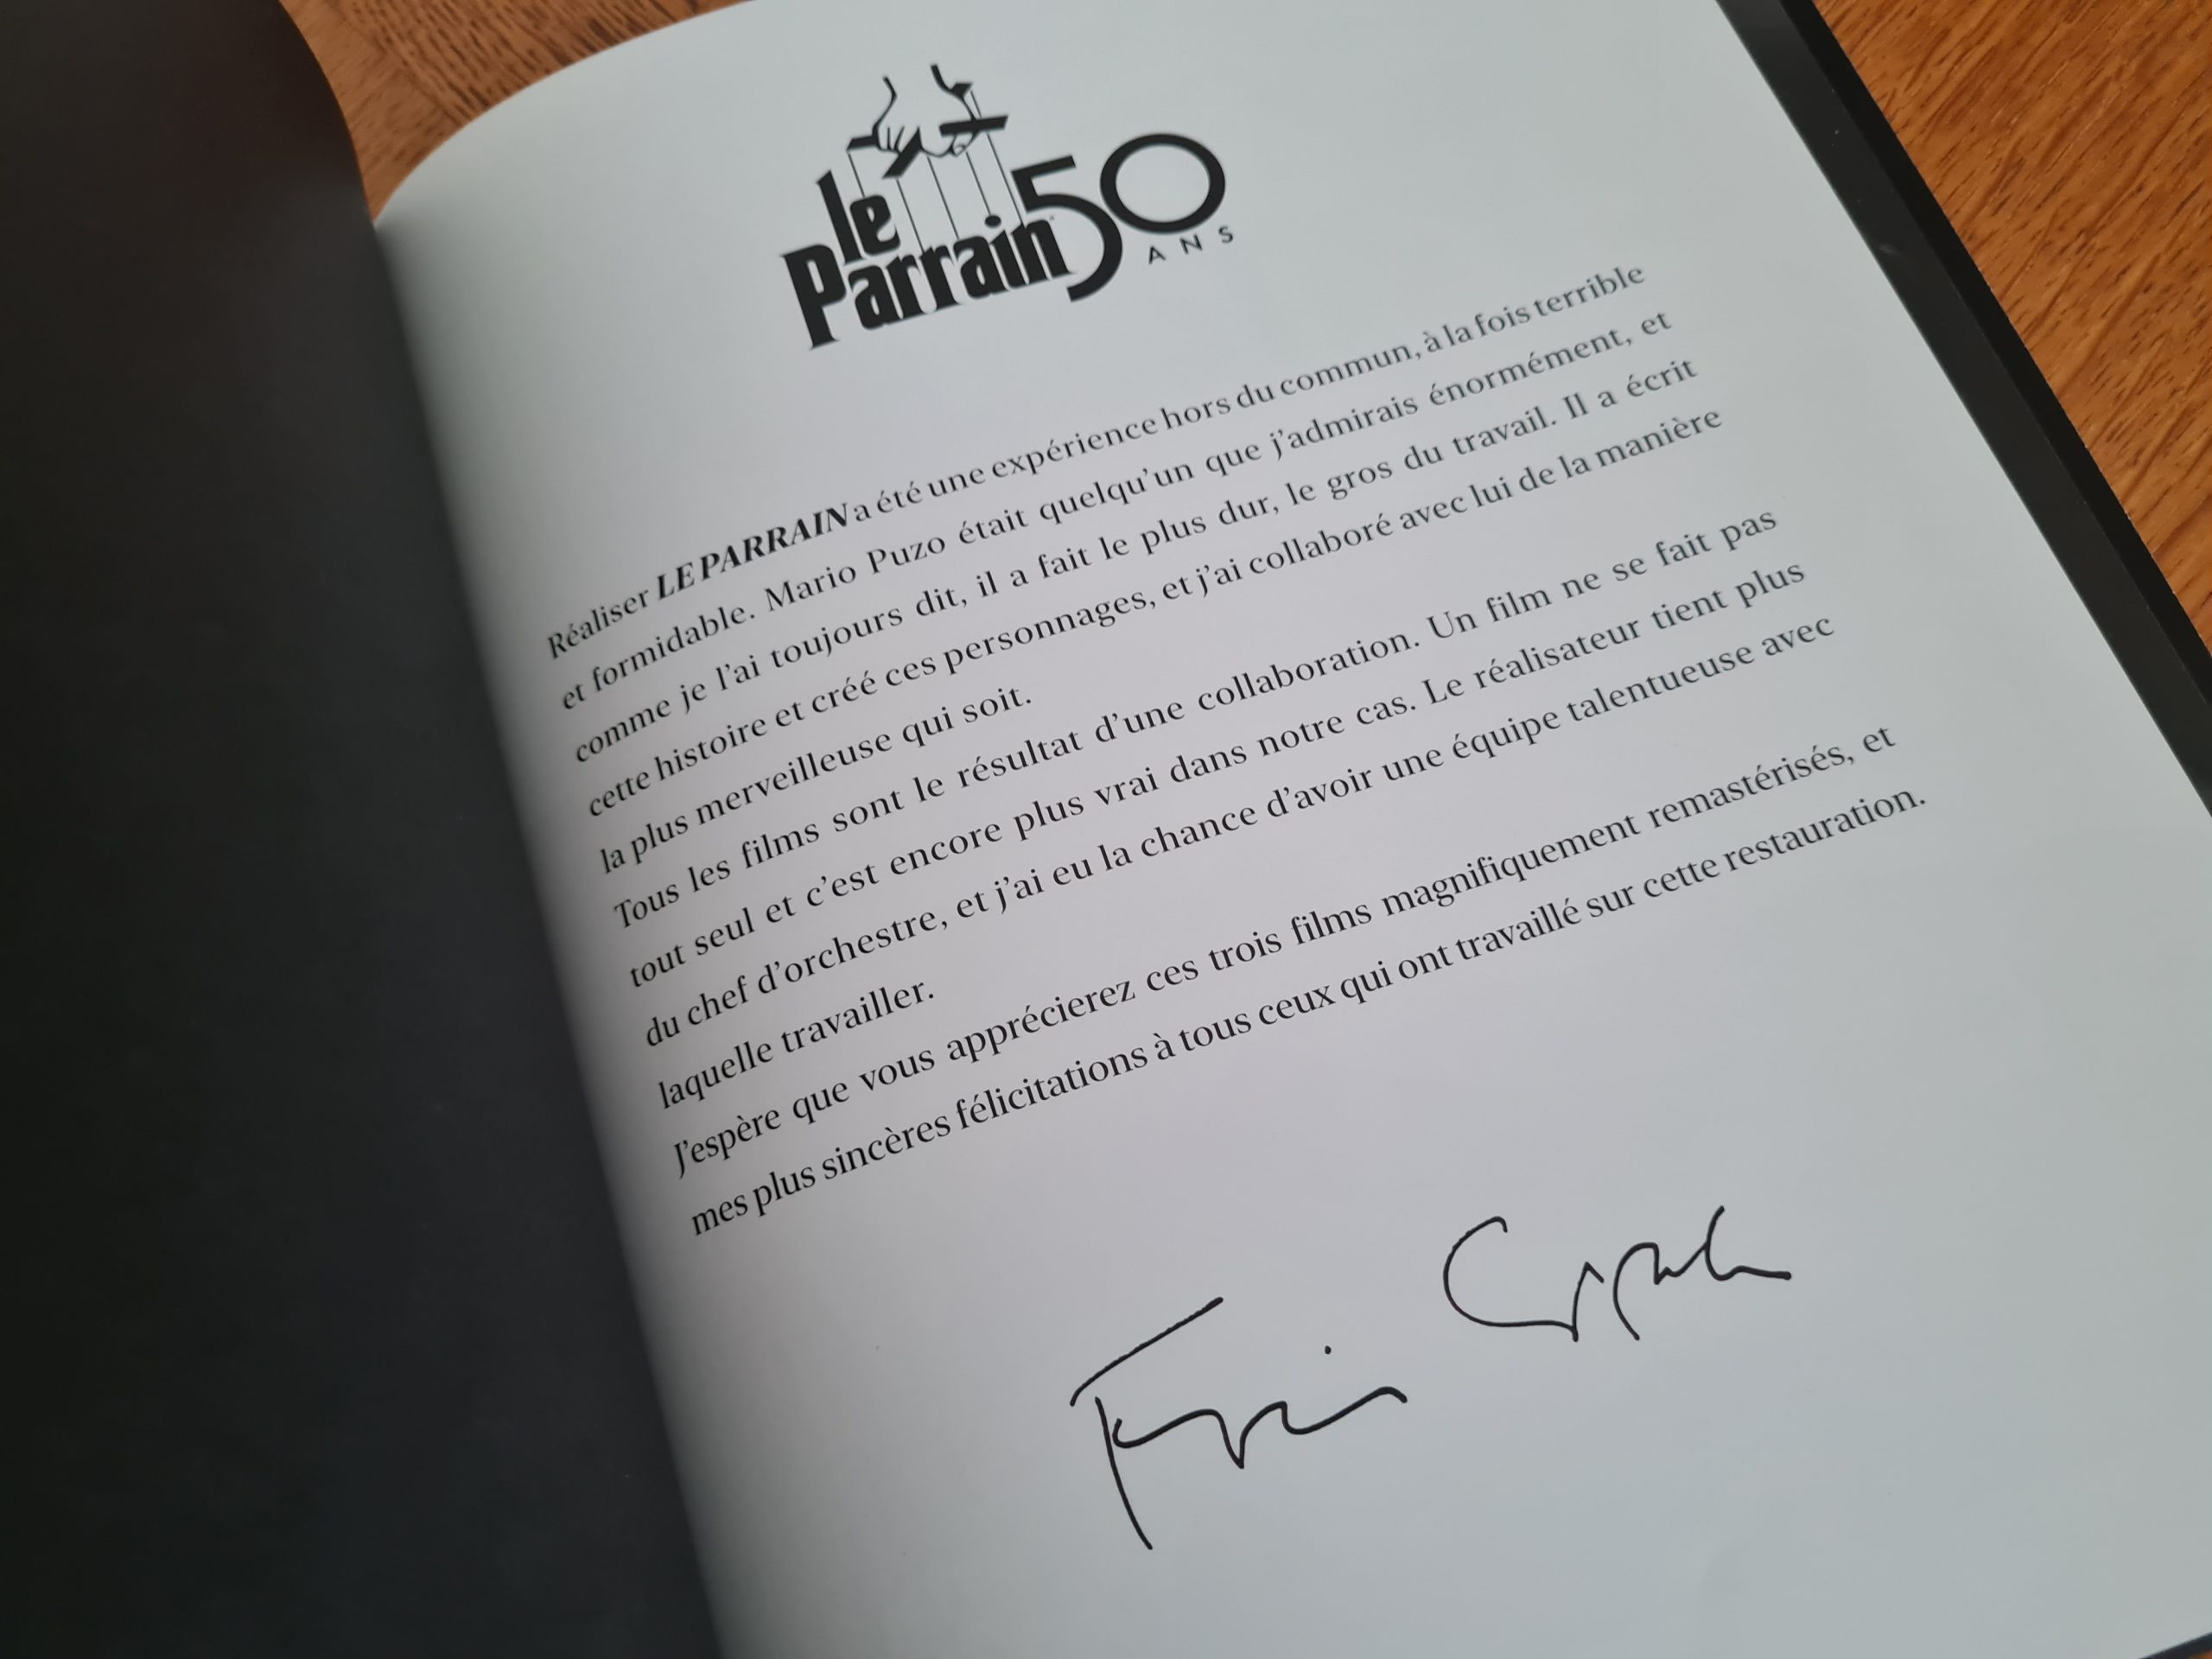 le
Parrain 50
ANS
Réaliser LE PARRAIN a été une expérience hors du commun, à la fois terrible
et formidable. Mario Puzo était quelqu'un que j'admirais énormément, et
comme je l'ai toujours dit, il a fait le plus dur, le gros du travail. Il a écrit
cette histoire et créé ces personnages, et j'ai collaboré avec lui de la manière
la plus merveilleuse qui soit.
Tous les films sont le résultat d'une collaboration. Un film ne se fait pas
tout seul et c'est encore plus vrai dans notre cas. Le réalisateur tient plus
du chef d'orchestre, et j'ai eu la chance d'avoir une équipe talentueuse avec
laquelle travailler.
J'espère que vous apprécierez ces trois films magnifiquement remastérisés, et
mes plus sincères félicitations à tous ceux qui ont travaillé sur cette restauration.